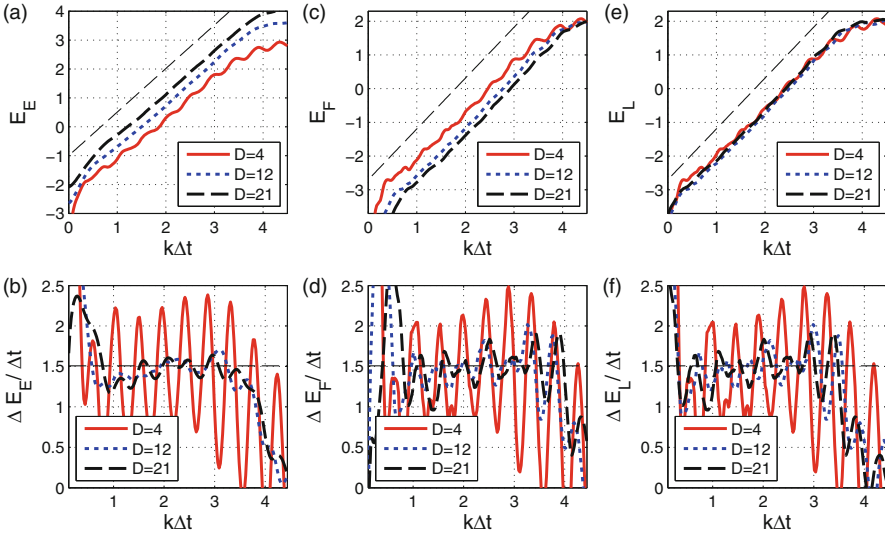 (a)
4
3
2
1
0
−1
−2
−3
E_E
0 1 2 3 4
kΔt
D=4
D=12
D=21
(c)
2
1
0
−1
−2
−3
E_F
0 1 2 3 4
kΔt
D=4
D=12
D=21
(e)
2
1
0
−1
−2
−3
E_L
0 1 2 3 4
kΔt
D=4
D=12
D=21
(b)
2.5
2
1.5
1
0.5
0
Δ E_E/ Δt
1 2 3 4
kΔt
D=4
D=12
D=21
(d)
2.5
2
1.5
1
0.5
0
Δ E_F/ Δt
1 2 3 4
kΔt
D=4
D=12
D=21
(f)
2.5
2
1.5
1
0.5
0
Δ E_L/ Δt
1 2 3 4
kΔt
D=4
D=12
D=21